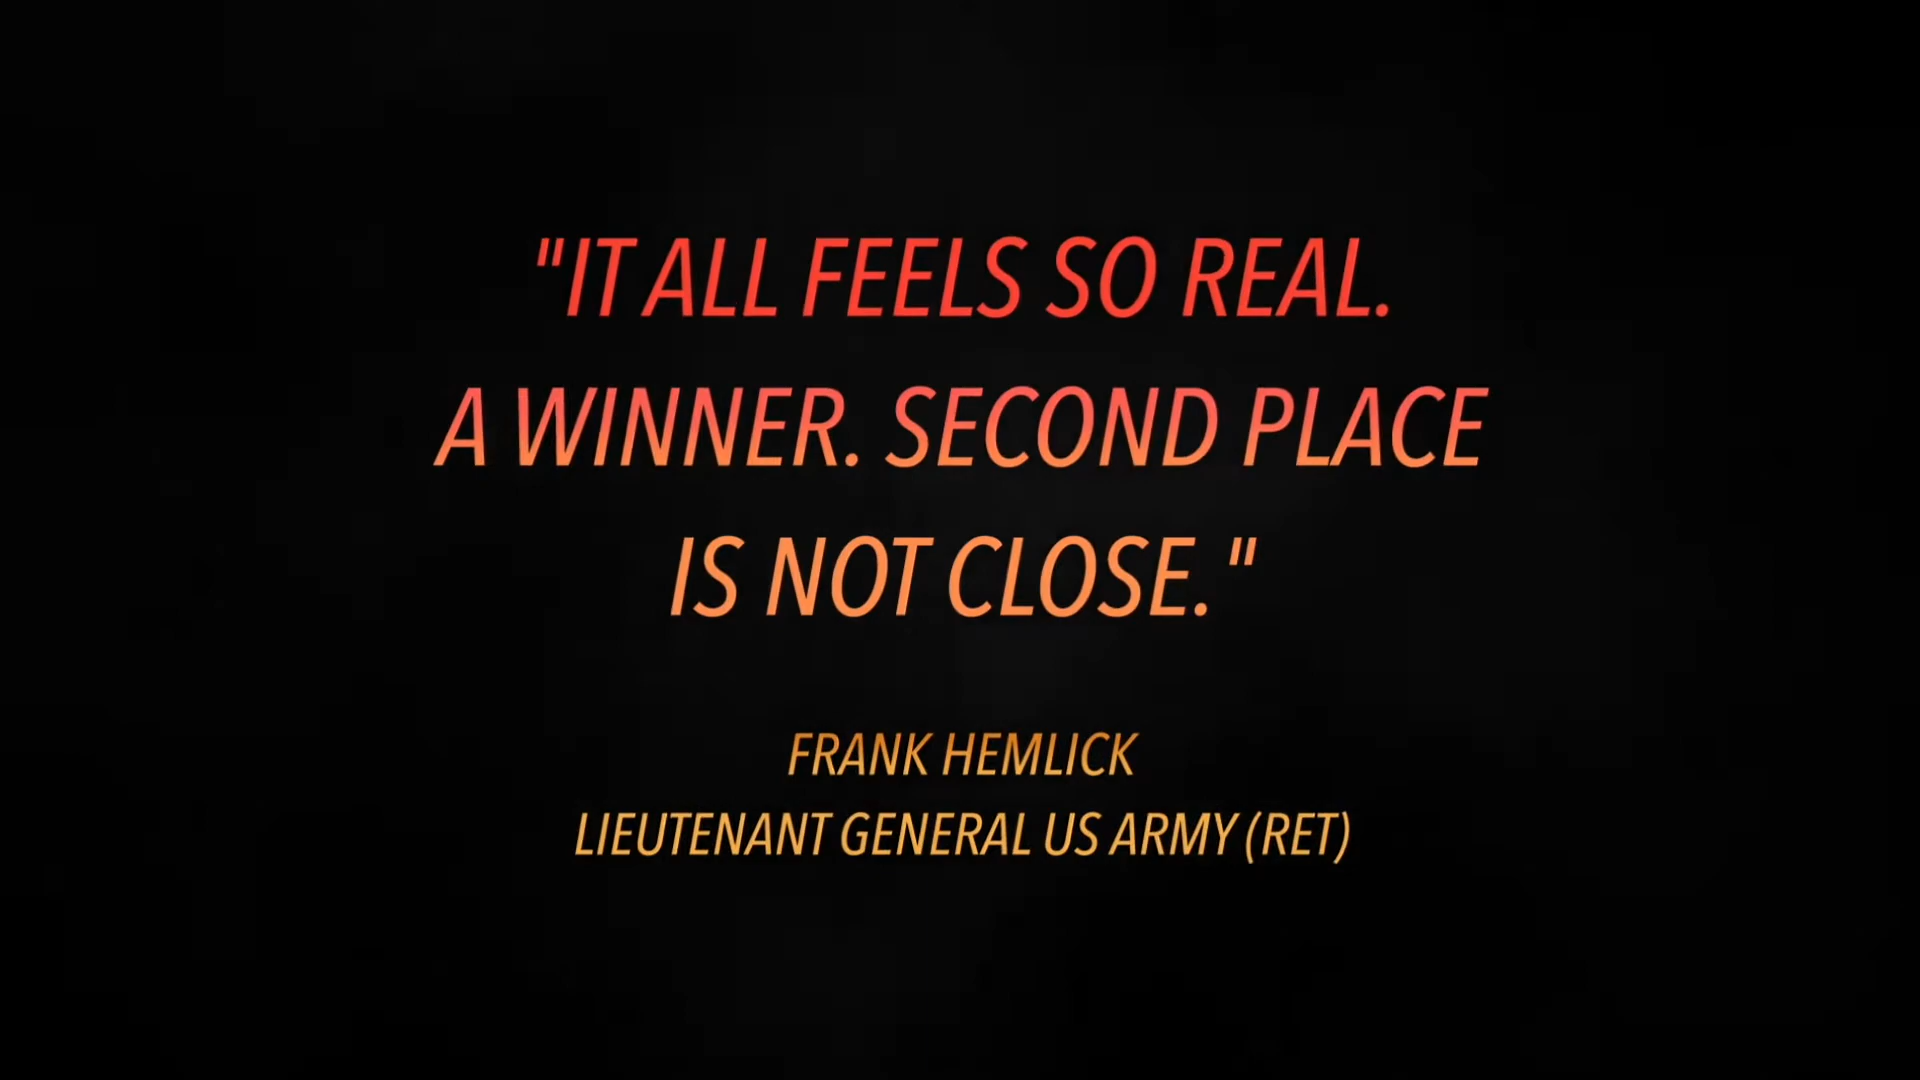 "IT ALL FEELS SO REAL.
A WINNER. SECOND PLACE
IS NOT CLOSE."
FRANK HEMLICK
LIEUTENANT GENERAL US ARMY (RET)